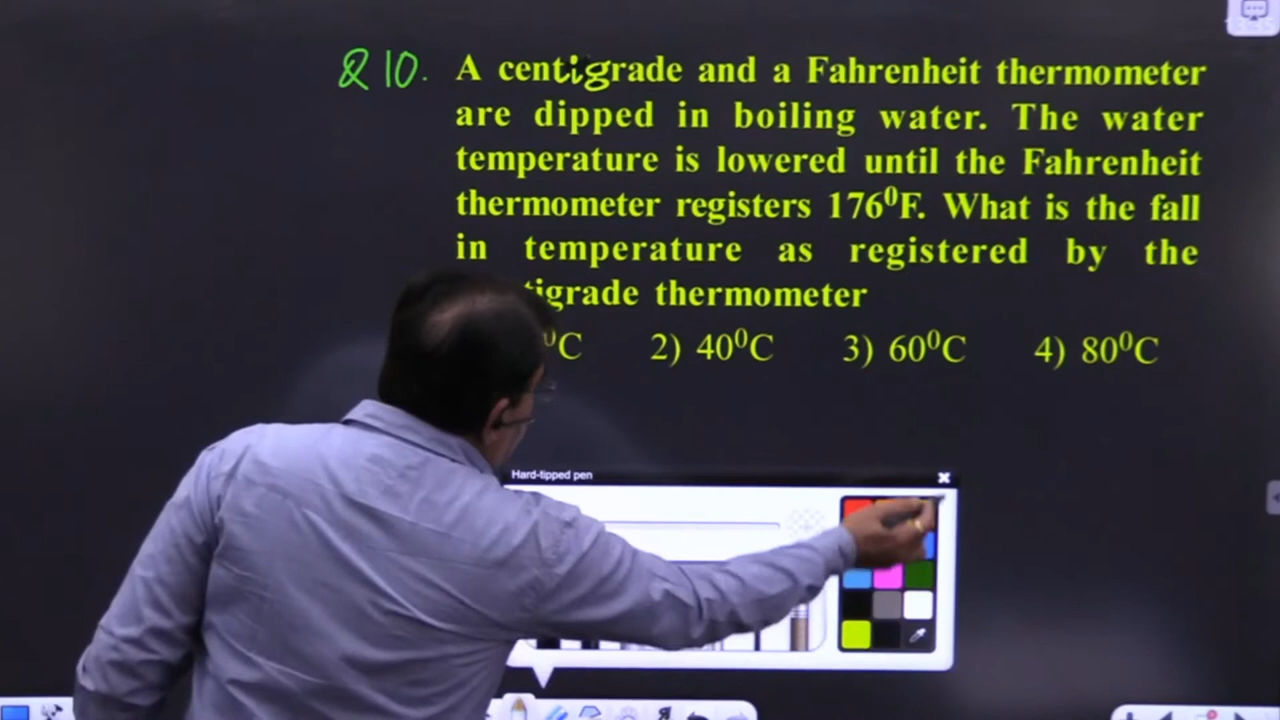 Q 10. A centigrade and a Fahrenheit thermometer
are dipped in boiling water. The water
temperature is lowered until the Fahrenheit
thermometer registers 176⁰F. What is the fall
in temperature as registered by the
tigrade thermometer
⁰C 2) 40⁰C 3) 60⁰C 4) 80⁰C
Hard-tipped pen